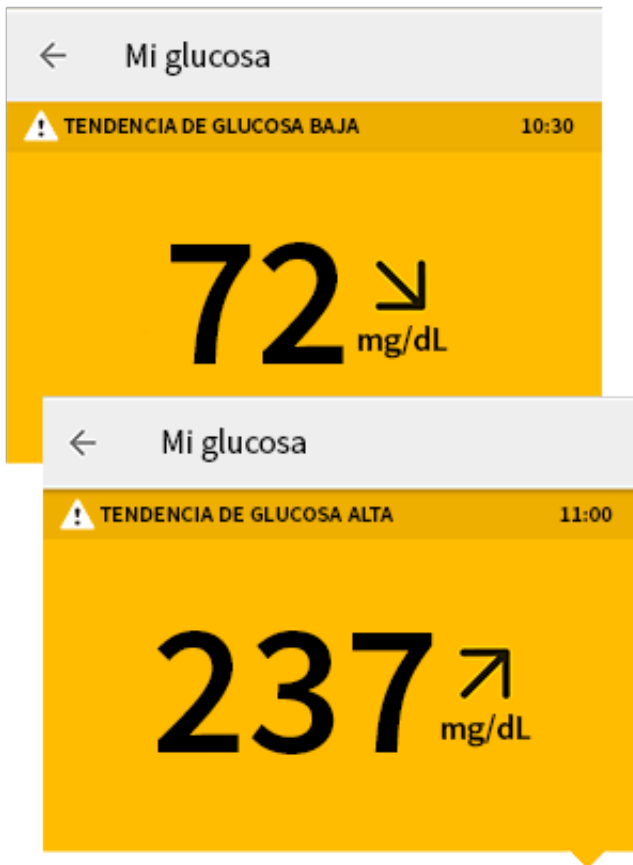 Mi glucosa
TENDENCIA DE GLUCOSA BAJA 10:30
72
mg/dL
Mi glucosa
TENDENCIA DE GLUCOSA ALTA 11:00
237
mg/dL